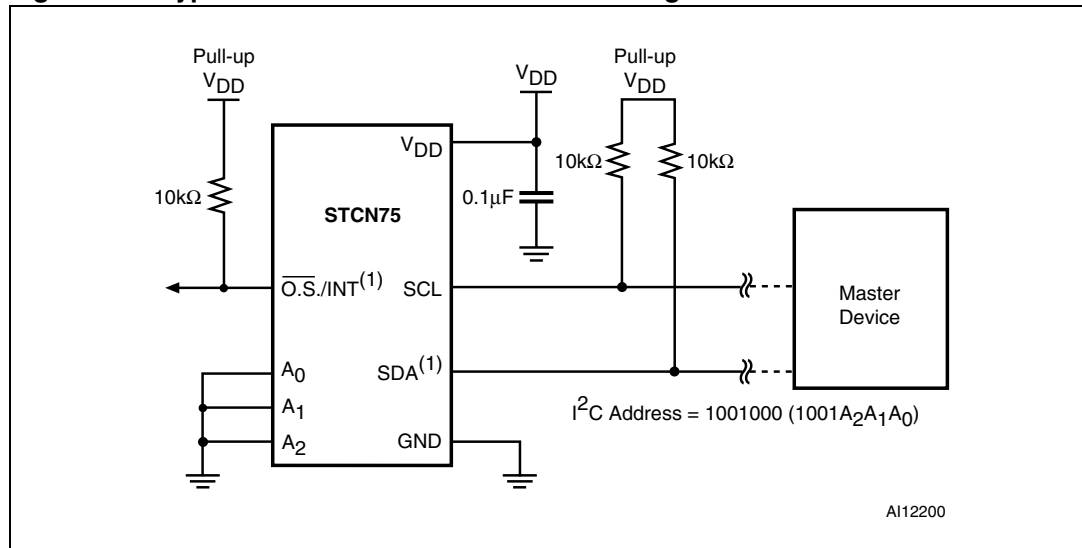 Pull-up
VDD
10kΩ
STCN75
VDD
VDD
0.1μF
Pull-up
VDD
10kΩ
10kΩ
O.S./INT(1)
SCL
A0
A1
A2
SDA(1)
GND
Master
Device
I2C Address = 1001000 (1001A2A1A0)
AI12200